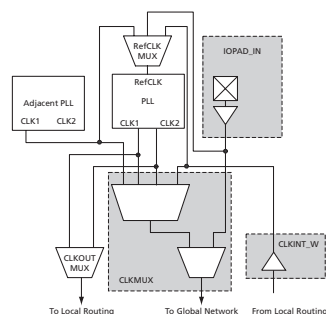 RefCLK
MUX
IOPAD_IN
RefCLK
PLL
CLK1 CLK2
Adjacent PLL
CLK1 CLK2
CLKOUT
MUX
CLKMUX
CLKINT_W
To Local Routing
To Global Network
From Local Routing